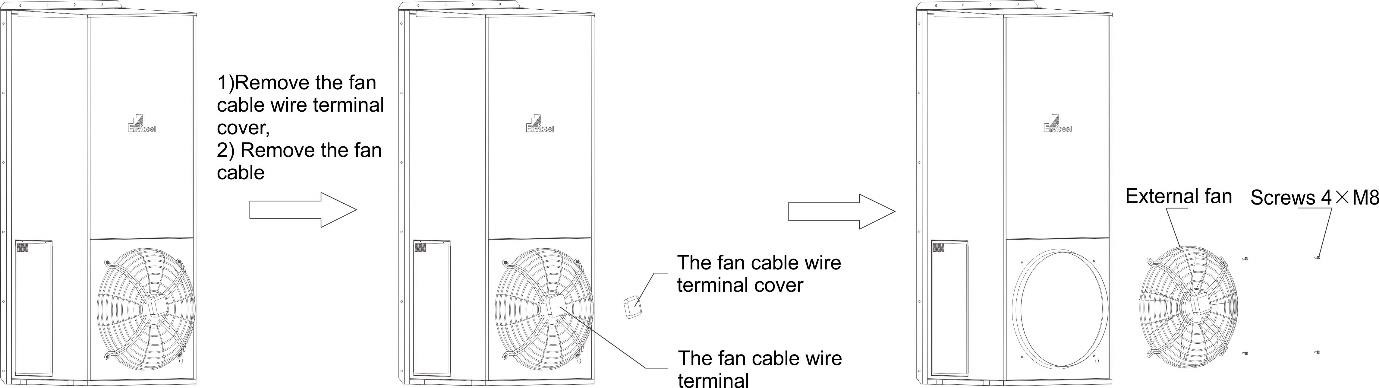 1)Remove the fan
cable wire terminal
cover,
2) Remove the fan
cable
The fan cable wire
terminal cover
The fan cable wire
terminal
External fan
Screws 4×M8